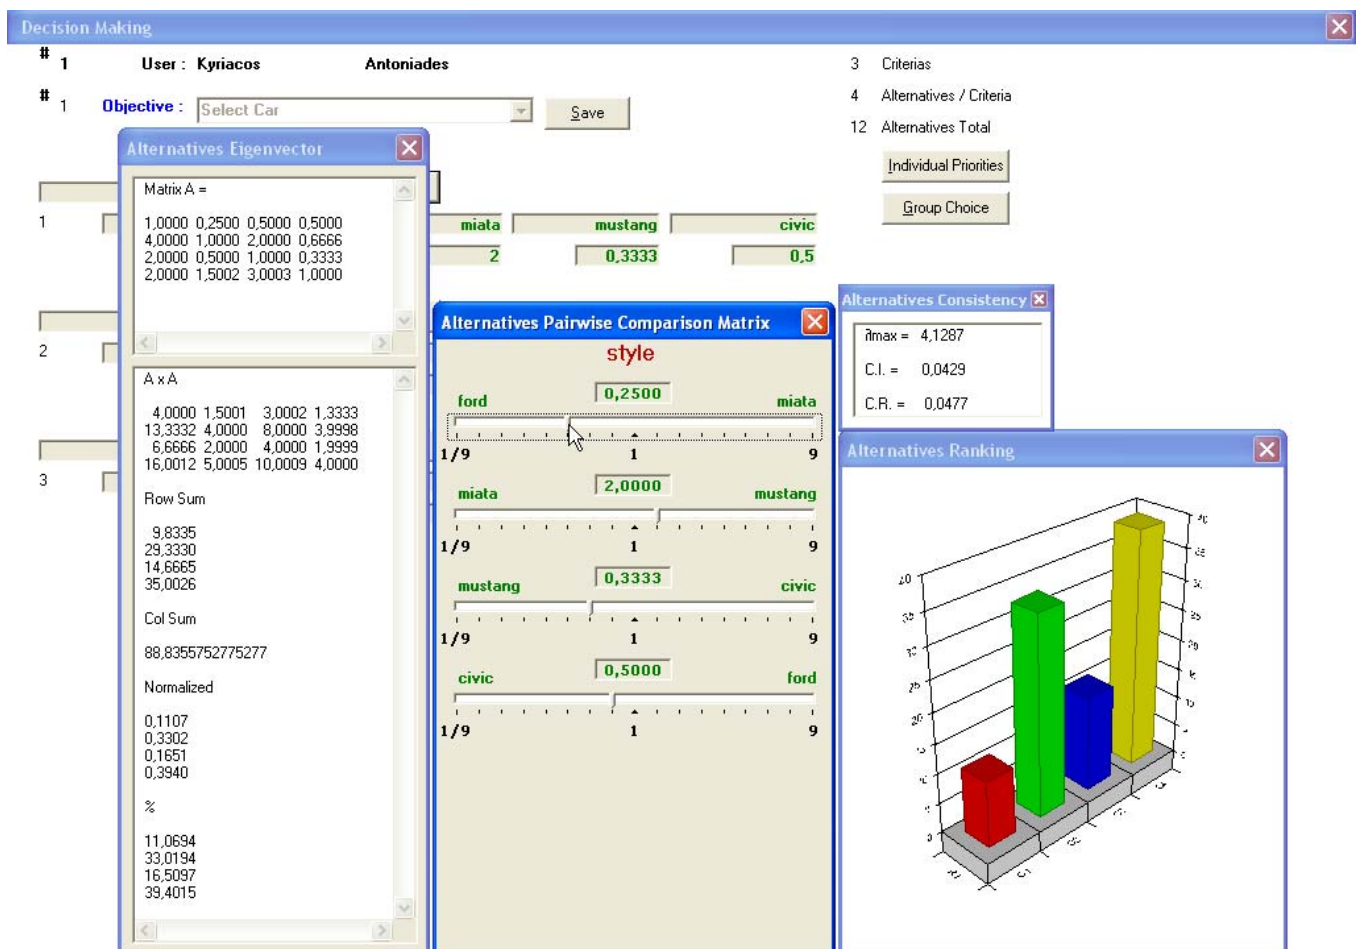 Decision Making
# 1 User : Kyriacos Antoniades
3 Criterias
# 1 Objective : Select Car Save
4 Alternatives / Criteria
12 Alternatives Total
Individual Priorities
Group Choice
Alternatives Eigenvector
Matrix A =
1,0000 0,2500 0,5000 0,5000
4,0000 1,0000 2,0000 0,6666
2,0000 0,5000 1,0000 0,3333
2,0000 1,5002 3,0003 1,0000
A x A
4,0000 1,5001 3,0002 1,3333
13,3332 4,0000 8,0000 3,9998
6,6666 2,0000 4,0000 1,9999
16,0012 5,0005 10,0009 4,0000
Row Sum
9,8335
29,3330
14,6665
35,0026
Col Sum
88,8355752775277
Normalized
0,1107
0,3302
0,1651
0,3940
%
11,0694
33,0194
16,5097
39,4015
1 miata mustang civic
2 0,3333 0,5
2
3
Alternatives Pairwise Comparison Matrix
style
0,2500
ford miata
1/9 1 9
2,0000
miata mustang
1/9 1 9
0,3333
mustang civic
1/9 1 9
0,5000
civic ford
1/9 1 9
Alternatives Consistency
λmax = 4,1287
C.I. = 0,0429
C.R. = 0,0477
Alternatives Ranking